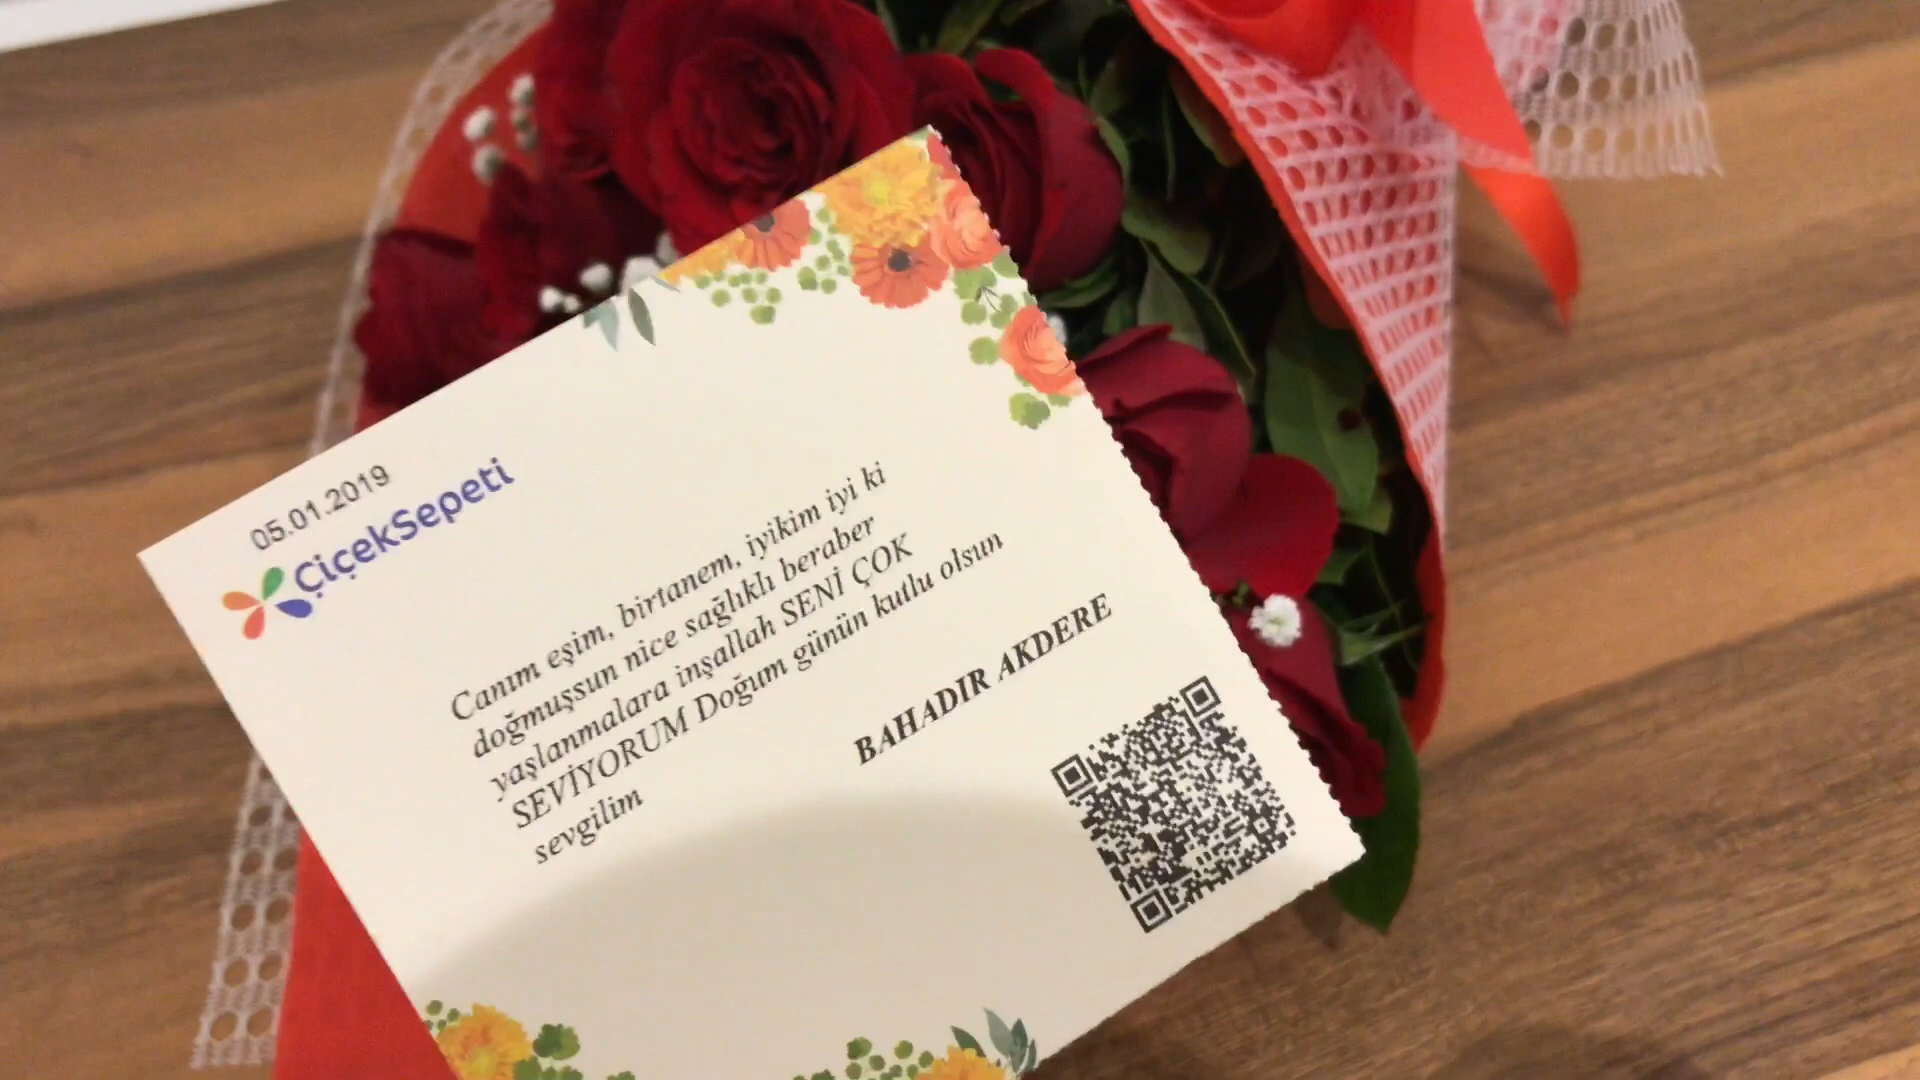 05.01.2019
ÇiçekSepeti
Canım eşim, birtanem, iyikim iyi ki
doğmuşsun nice sağlıklı beraber
yaşlanmalara inşallah SENİ ÇOK
SEVİYORUM Doğum günün kutlu olsun
sevgilim
BAHADIR AKDERE